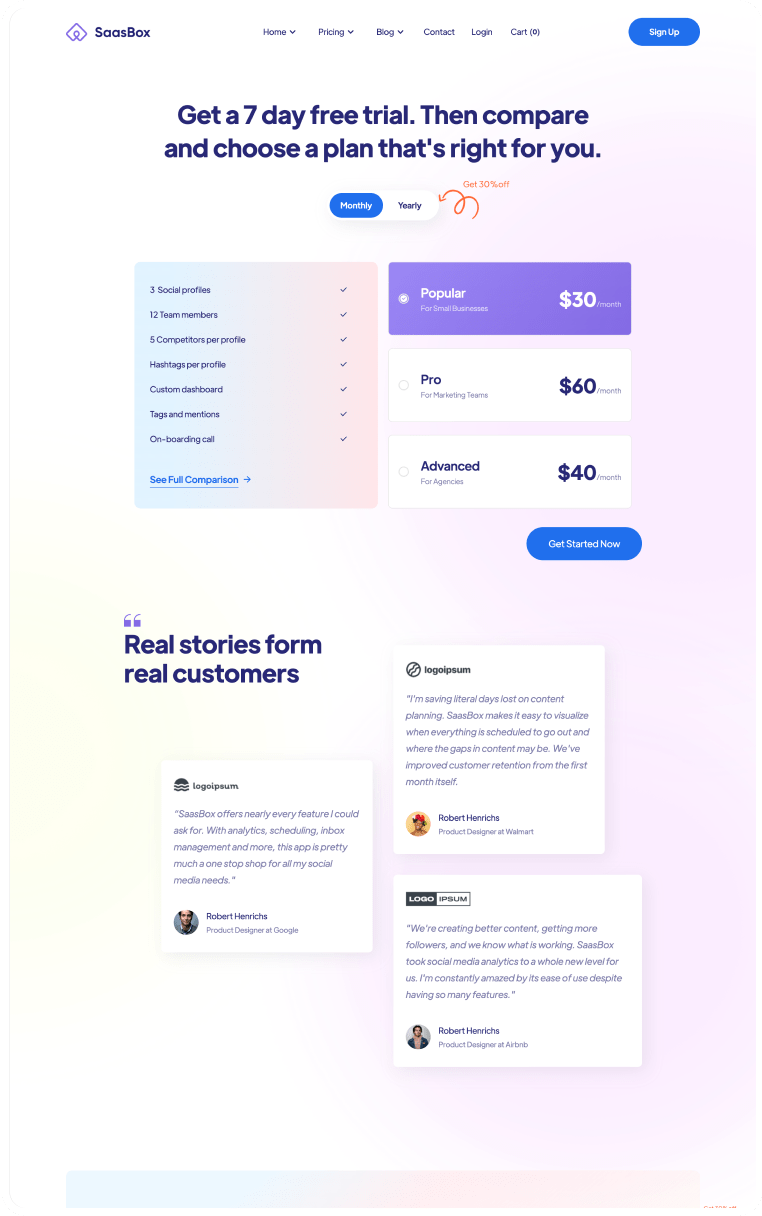 SaasBox
Home
Pricing
Blog
Contact
Login
Cart (0)
Sign Up
Get a 7 day free trial. Then compare
and choose a plan that's right for you.
Get 30% off
Monthly
Yearly
3 Social profiles
12 Team members
5 Competitors per profile
Hashtags per profile
Custom dashboard
Tags and mentions
On-boarding call
See Full Comparison
Popular
For Small Businesses
$30/month
Pro
For Marketing Teams
$60/month
Advanced
For Agencies
$40/month
Get Started Now
Real stories form
real customers
logoipsum
"I'm saving literal days lost on content
planning. SaasBox makes it easy to visualize
when everything is scheduled to go out and
where the gaps in content may be. We've
improved customer retention from the first
month itself.
Robert Henrichs
Product Designer at Walmart
logoipsum
"SaasBox offers nearly every feature I could
ask for. With analytics, scheduling, inbox
management and more, this app is pretty
much a one stop shop for all my social
media needs."
Robert Henrichs
Product Designer at Google
LOGO IPSUM
"We're creating better content, getting more
followers, and we know what is working. SaasBox
took social media analytics to a whole new level for
us. I'm constantly amazed by its ease of use despite
having so many features."
Robert Henrichs
Product Designer at Airbnb